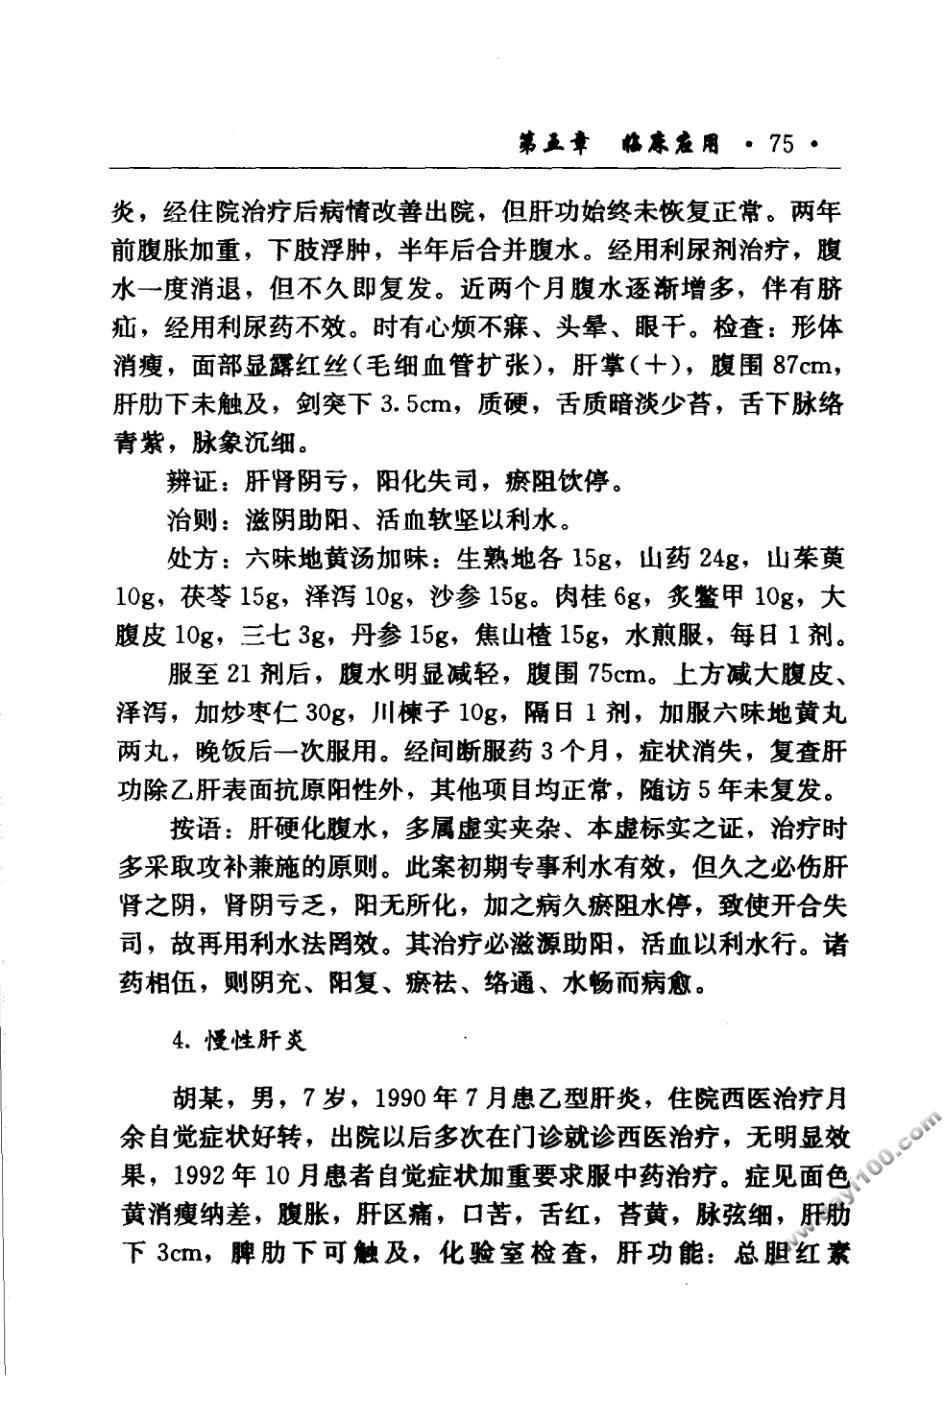 第五章 临床应用 · 75 ·
炎，经住院治疗后病情改善出院，但肝功始终未恢复正常。两年
前腹胀加重，下肢浮肿，半年后合并腹水。经用利尿剂治疗，腹
水一度消退，但不久即复发。近两个月腹水逐渐增多，伴有脐
疝，经用利尿药不效。时有心烦不寐、头晕、眼干。检查：形体
消瘦，面部显露红丝(毛细血管扩张)，肝掌(＋)，腹围 87cm，
肝肋下未触及，剑突下 3.5cm，质硬，舌质暗淡少苔，舌下脉络
青紫，脉象沉细。
辨证：肝肾阴亏，阳化失司，瘀阻饮停。
治则：滋阴助阳、活血软坚以利水。
处方：六味地黄汤加味：生熟地各 15g，山药 24g，山茱萸
10g，茯苓 15g，泽泻 10g，沙参 15g。肉桂 6g，炙鳖甲 10g，大
腹皮 10g，三七 3g，丹参 15g，焦山楂 15g，水煎服，每日 1 剂。
服至 21 剂后，腹水明显减轻，腹围 75cm。上方减大腹皮、
泽泻，加炒枣仁 30g，川楝子 10g，隔日 1 剂，加服六味地黄丸
两丸，晚饭后一次服用。经间断服药 3 个月，症状消失，复查肝
功除乙肝表面抗原阳性外，其他项目均正常，随访 5 年未复发。
按语：肝硬化腹水，多属虚实夹杂、本虚标实之证，治疗时
多采取攻补兼施的原则。此案初期专事利水有效，但久之必伤肝
肾之阴，肾阴亏乏，阳无所化，加之病久瘀阻水停，致使开合失
司，故再用利水法罔效。其治疗必滋源助阳，活血以利水行。诸
药相伍，则阴充、阳复、瘀祛、络通、水畅而病愈。
4. 慢性肝炎
胡某，男，7 岁，1990 年 7 月患乙型肝炎，住院西医治疗月
余自觉症状好转，出院以后多次在门诊就诊西医治疗，无明显效
果，1992 年 10 月患者自觉症状加重要求服中药治疗。症见面色
黄消瘦纳差，腹胀，肝区痛，口苦，舌红，苔黄，脉弦细，肝肋
下 3cm，脾肋下可触及，化验室检查，肝功能：总胆红素